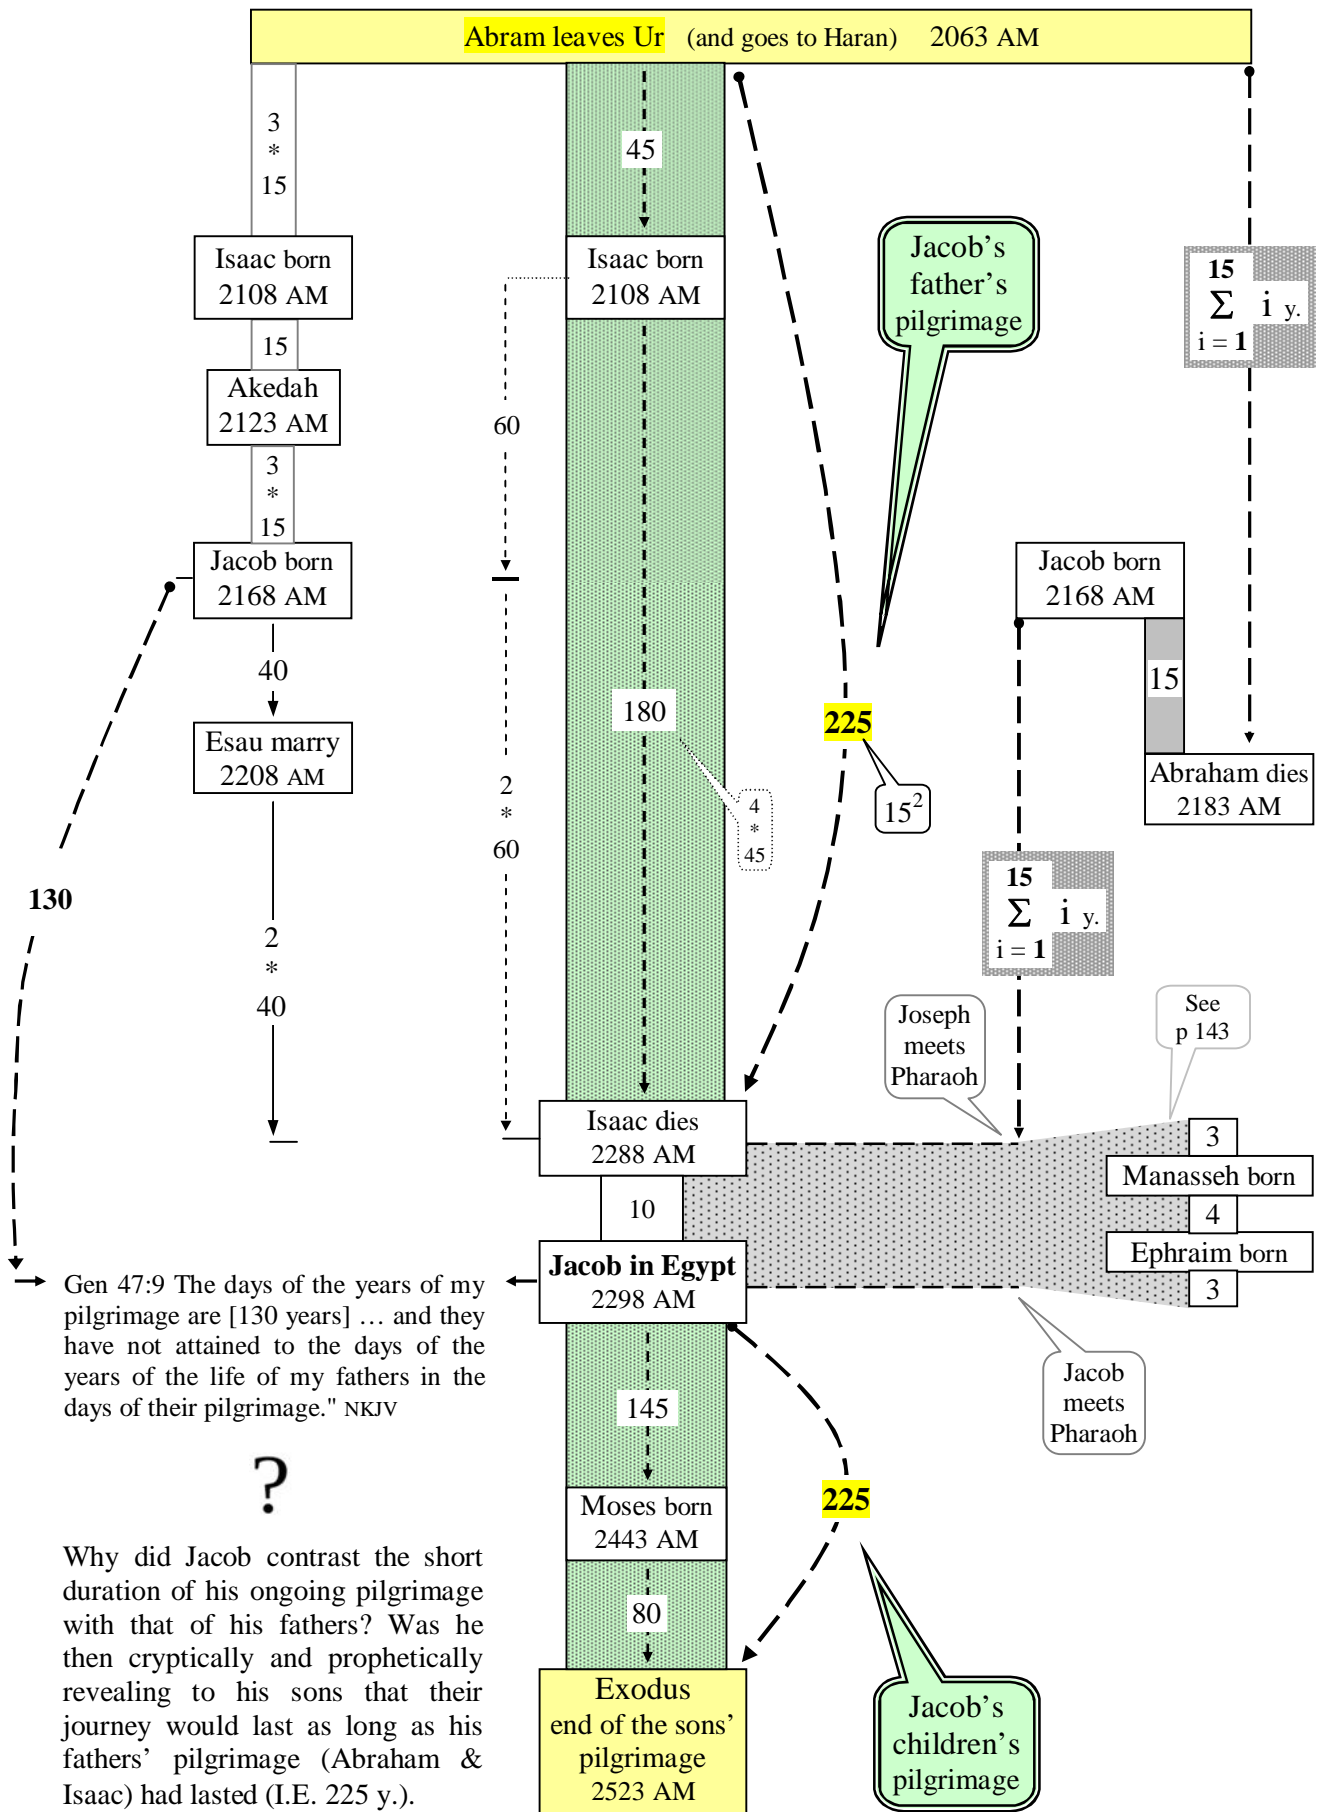 Abram leaves Ur (and goes to Haran) 2063 AM
3
*
15
45
Isaac born
2108 AM
Isaac born
2108 AM
Jacob's
father's
pilgrimage
15
Σ i y.
i = 1
15
Akedah
2123 AM
60
3
*
15
Jacob born
2168 AM
Jacob born
2168 AM
40
15
180
225
Esau marry
2208 AM
Abraham dies
2183 AM
2
*
60
4
*
45
15²
130
15
Σ i y.
i = 1
2
*
40
Joseph
meets
Pharaoh
See
p 143
Isaac dies
2288 AM
3
Manasseh born
10
4
Ephraim born
Jacob in Egypt
2298 AM
3
Gen 47:9 The days of the years of my
pilgrimage are [130 years] … and they
have not attained to the days of the
years of the life of my fathers in the
days of their pilgrimage." NKJV
Jacob
meets
Pharaoh
145
?
225
Moses born
2443 AM
Why did Jacob contrast the short
duration of his ongoing pilgrimage
with that of his fathers? Was he
then cryptically and prophetically
revealing to his sons that their
journey would last as long as his
fathers' pilgrimage (Abraham &
Isaac) had lasted (I.E. 225 y.).
80
Exodus
end of the sons'
pilgrimage
2523 AM
Jacob's
children's
pilgrimage